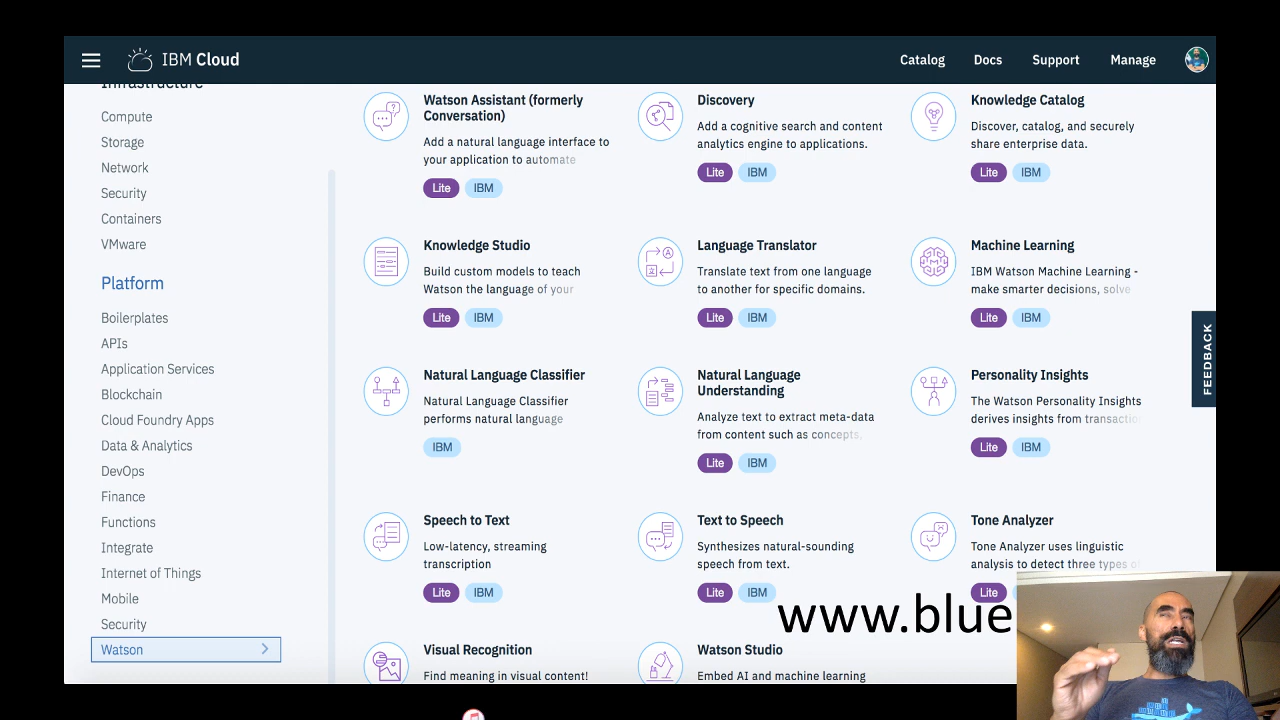 IBM Cloud
Catalog
Docs
Support
Manage
Infrastructure
Compute
Storage
Network
Security
Containers
VMware
Platform
Boilerplates
APIs
Application Services
Blockchain
Cloud Foundry Apps
Data & Analytics
DevOps
Finance
Functions
Integrate
Internet of Things
Mobile
Security
Watson
Watson Assistant (formerly
Conversation)
Add a natural language interface to
your application to automate
Lite IBM
Discovery
Add a cognitive search and content
analytics engine to applications.
Lite IBM
Knowledge Catalog
Discover, catalog, and securely
share enterprise data.
Lite IBM
Knowledge Studio
Build custom models to teach
Watson the language of your
Lite IBM
Language Translator
Translate text from one language
to another for specific domains.
Lite IBM
Machine Learning
IBM Watson Machine Learning -
make smarter decisions, solve
Lite IBM
Natural Language Classifier
Natural Language Classifier
performs natural language
IBM
Natural Language
Understanding
Analyze text to extract meta-data
from content such as concepts,
Lite IBM
Personality Insights
The Watson Personality Insights
derives insights from transactio
Lite IBM
Speech to Text
Low-latency, streaming
transcription
Lite IBM
Text to Speech
Synthesizes natural-sounding
speech from text.
Lite IBM
Tone Analyzer
Tone Analyzer uses linguistic
analysis to detect three types o
Lite IBM
Visual Recognition
Find meaning in visual content!
Watson Studio
Embed AI and machine learning
www.blue
FEEDBACK